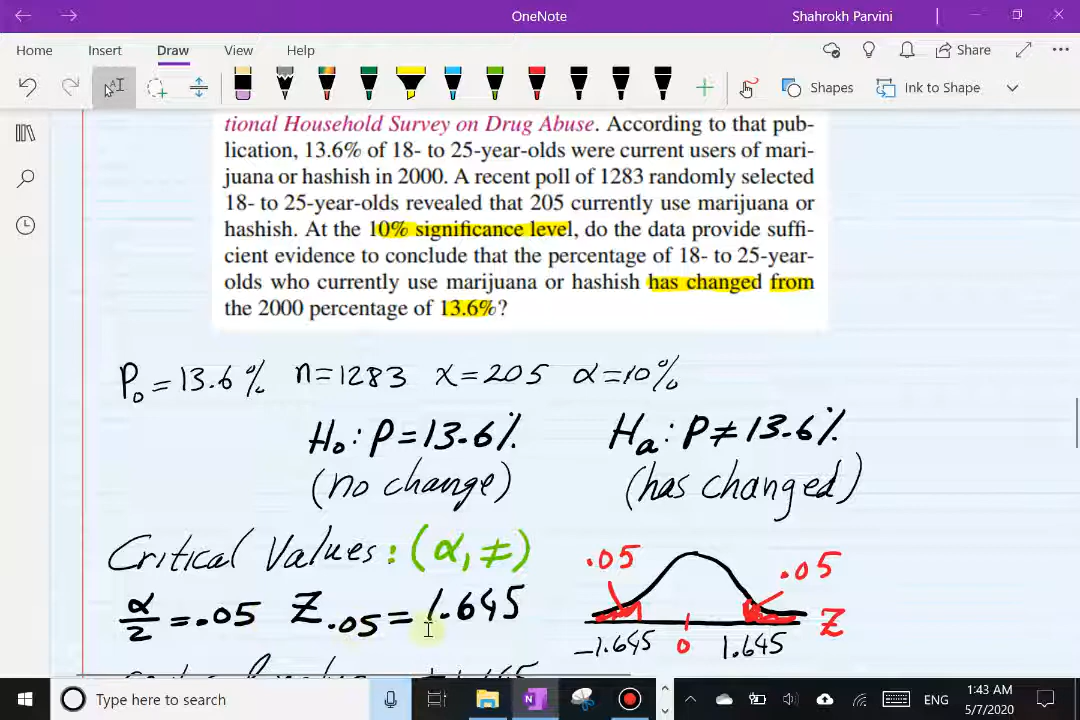 OneNote
Shahrokh Parvini
Home Insert Draw View Help
Share
Shapes
Ink to Shape
tional Household Survey on Drug Abuse. According to that pub-
lication, 13.6% of 18- to 25-year-olds were current users of mari-
juana or hashish in 2000. A recent poll of 1283 randomly selected
18- to 25-year-olds revealed that 205 currently use marijuana or
hashish. At the 10% significance level, do the data provide suffi-
cient evidence to conclude that the percentage of 18- to 25-year-
olds who currently use marijuana or hashish has changed from
the 2000 percentage of 13.6%?
P₀ = 13.6% n=1283 x=205 α=10%
H₀: P=13.6% Hₐ: P≠13.6%
(no change) (has changed)
Critical Values: (α, ≠)
.05 .05
α/2 = .05 Z.05 = 1.645
-1.645 0 1.645 Z
Type here to search
ENG
1:43 AM
5/7/2020